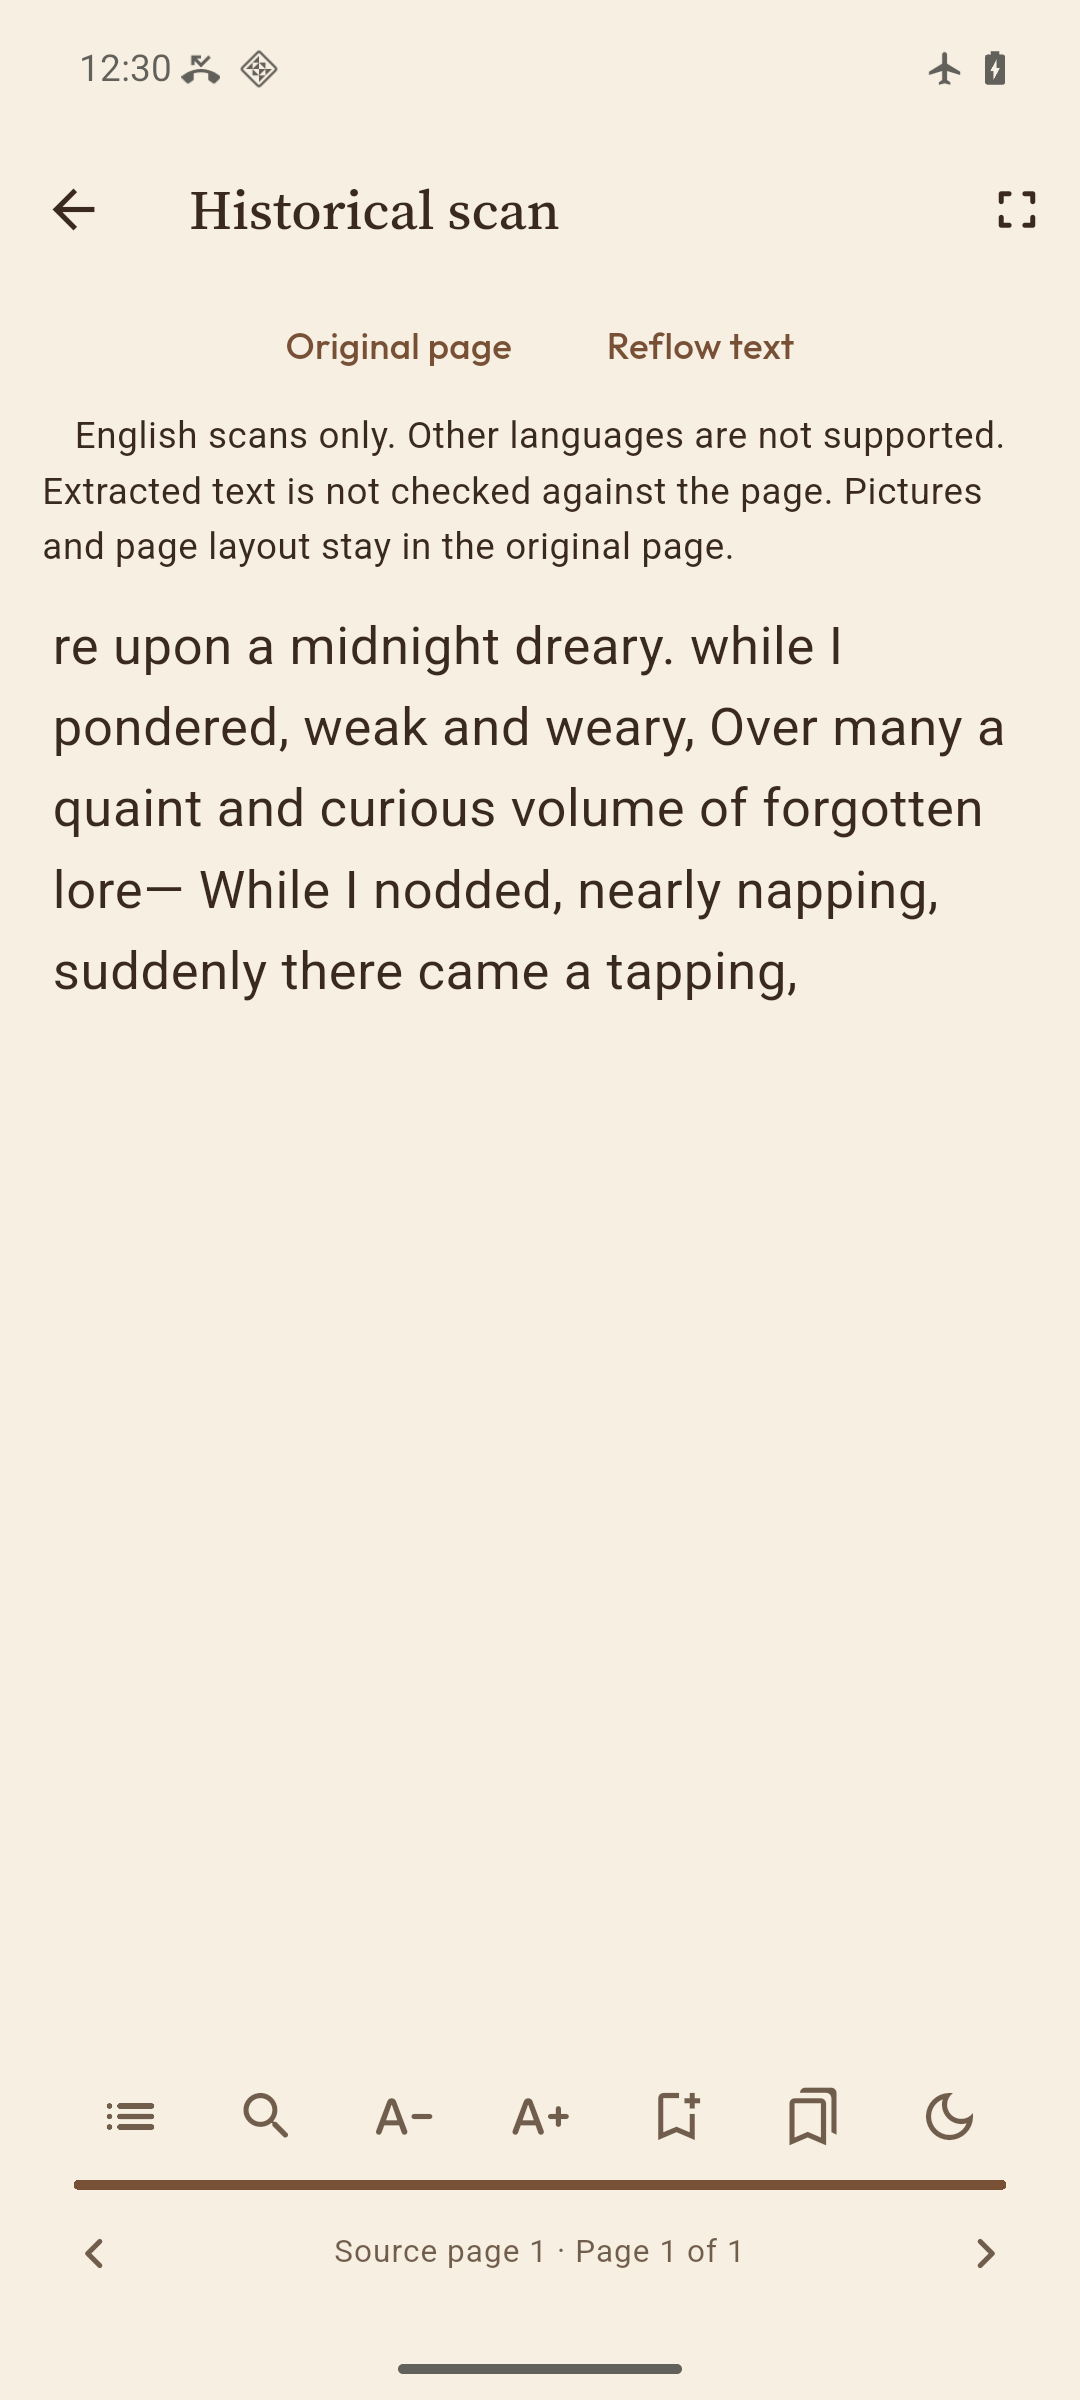 12:30
Historical scan
Original page Reflow text
English scans only. Other languages are not supported.
Extracted text is not checked against the page. Pictures
and page layout stay in the original page.
re upon a midnight dreary. while I
pondered, weak and weary, Over many a
quaint and curious volume of forgotten
lore— While I nodded, nearly napping,
suddenly there came a tapping,
A− A+
Source page 1 · Page 1 of 1